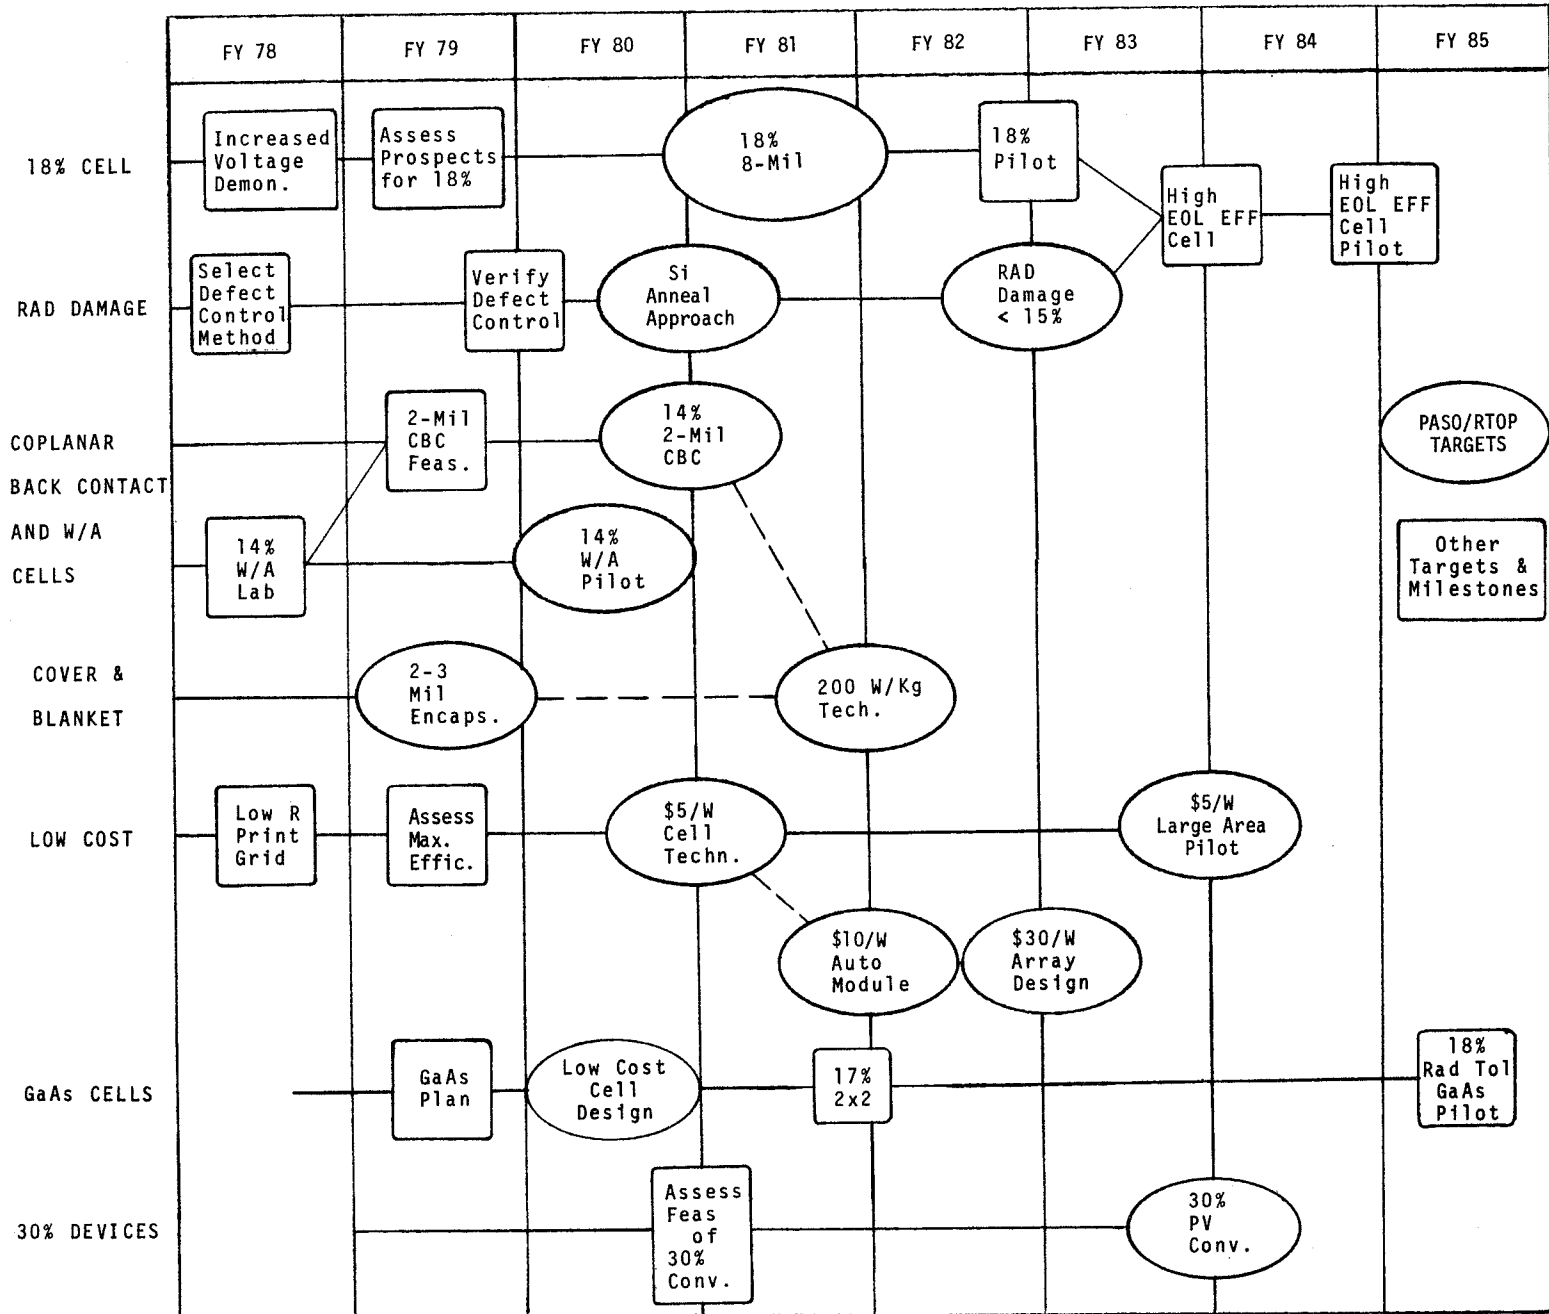 FY 78
FY 79
FY 80
FY 81
FY 82
FY 83
FY 84
FY 85
18% CELL
Increased
Voltage
Demon.
Assess
Prospects
for 18%
18%
8-Mil
18%
Pilot
High
EOL EFF
Cell
High
EOL EFF
Cell
Pilot
RAD DAMAGE
Select
Defect
Control
Method
Verify
Defect
Control
Si
Anneal
Approach
RAD
Damage
< 15%
COPLANAR
BACK CONTACT
AND W/A
CELLS
2-Mil
CBC
Feas.
14%
2-Mil
CBC
PASO/RTOP
TARGETS
14%
W/A
Lab
14%
W/A
Pilot
Other
Targets &
Milestones
COVER &
BLANKET
2-3
Mil
Encaps.
200 W/Kg
Tech.
LOW COST
Low R
Print
Grid
Assess
Max.
Effic.
$5/W
Cell
Techn.
$5/W
Large Area
Pilot
$10/W
Auto
Module
$30/W
Array
Design
GaAs CELLS
GaAs
Plan
Low Cost
Cell
Design
17%
2x2
18%
Rad Tol
GaAs
Pilot
30% DEVICES
Assess
Feas
of
30%
Conv.
30%
PV
Conv.